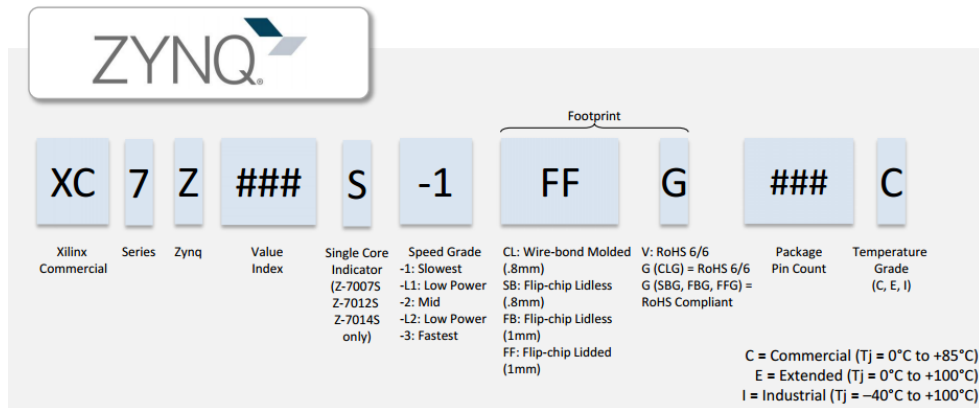 ZYNQ®
Footprint
XC 7 Z ### S -1 FF G ### C
Xilinx
Commercial
Series
Zynq
Value
Index
Single Core
Indicator
(Z-7007S
Z-7012S
Z-7014S
only)
Speed Grade
-1: Slowest
-L1: Low Power
-2: Mid
-L2: Low Power
-3: Fastest
CL: Wire-bond Molded
(.8mm)
SB: Flip-chip Lidless
(.8mm)
FB: Flip-chip Lidless
(1mm)
FF: Flip-chip Lidded
(1mm)
V: RoHS 6/6
G (CLG) = RoHS 6/6
G (SBG, FBG, FFG) =
RoHS Compliant
Package
Pin Count
Temperature
Grade
(C, E, I)
C = Commercial (Tj = 0°C to +85°C)
E = Extended (Tj = 0°C to +100°C)
I = Industrial (Tj = –40°C to +100°C)